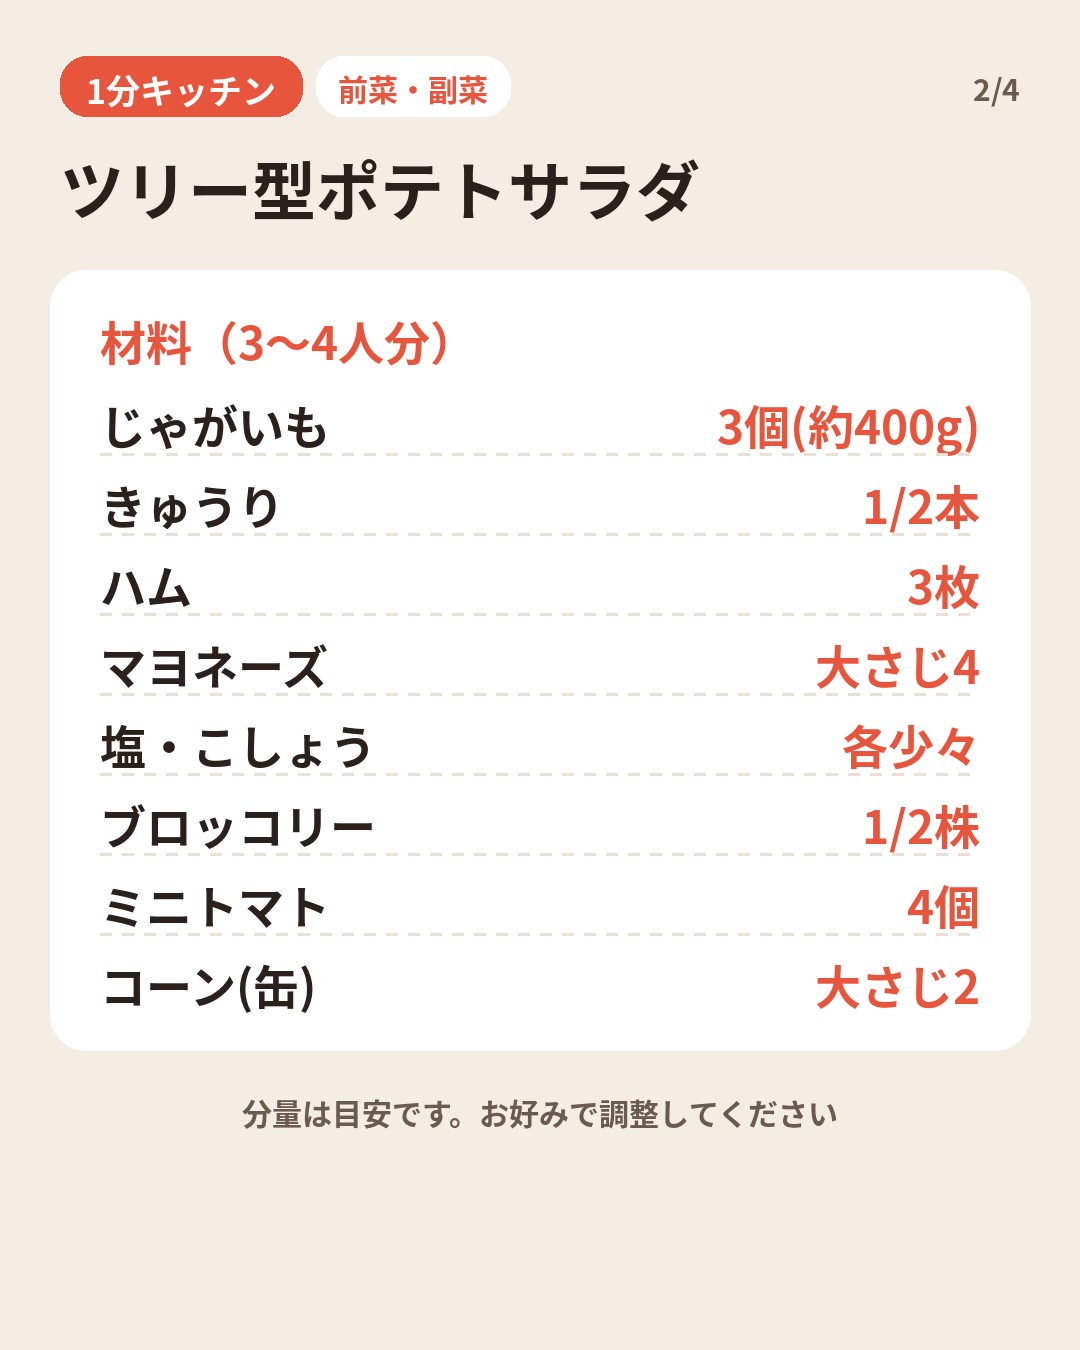 1分キッチン 前菜・副菜 2/4
ツリー型ポテトサラダ
材料（3〜4人分）
じゃがいも 3個(約400g)
きゅうり 1/2本
ハム 3枚
マヨネーズ 大さじ4
塩・こしょう 各少々
ブロッコリー 1/2株
ミニトマト 4個
コーン(缶) 大さじ2
分量は目安です。お好みで調整してください